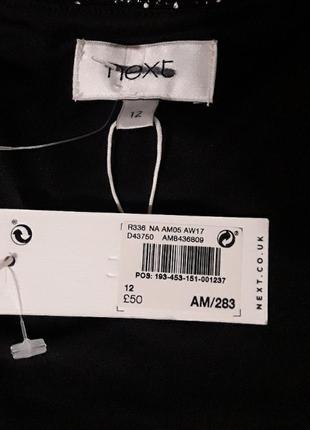 next
12
R336 NA AM05 AW17
D43750 AM8436809
POS: 193-453-151-001237
12
£50
AM/283
NEXT.CO.UK